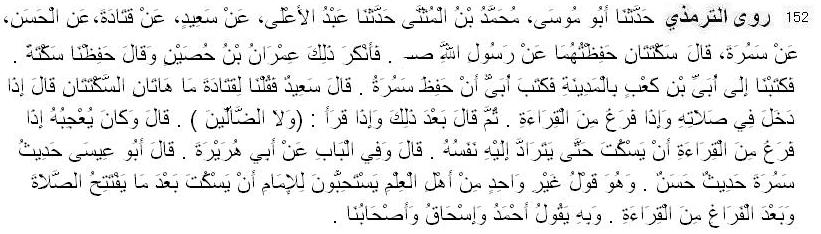 152 روى الترمذي حَدَّثَنَا أَبُو مُوسَى، مُحَمَّدُ بْنُ الْمُثَنَّى حَدَّثَنَا عَبْدُ الأَعْلَى، عَنْ سَعِيدٍ، عَنْ قَتَادَةَ، عَنِ الْحَسَنِ،
عَنْ سَمُرَةَ، قَالَ سَكْتَتَانِ حَفِظْتُهُمَا عَنْ رَسُولِ اللَّهِ صـ . فَأَنْكَرَ ذَلِكَ عِمْرَانُ بْنُ حُصَيْنٍ وَقَالَ حَفِظْنَا سَكْتَةً .
فَكَتَبْنَا إِلَى أُبَىِّ بْنِ كَعْبٍ بِالْمَدِينَةِ فَكَتَبَ أُبَىٌّ أَنْ حَفِظَ سَمُرَةُ . قَالَ سَعِيدٌ فَقُلْنَا لِقَتَادَةَ مَا هَاتَانِ السَّكْتَتَانِ قَالَ إِذَا
دَخَلَ فِي صَلاَتِهِ وَإِذَا فَرَغَ مِنَ الْقِرَاءَةِ . ثُمَّ قَالَ بَعْدَ ذَلِكَ وَإِذَا قَرَأَ : (وَلاَ الضَّالِّينَ ) . قَالَ وَكَانَ يُعْجِبُهُ إِذَا
فَرَغَ مِنَ الْقِرَاءَةِ أَنْ يَسْكُتَ حَتَّى يَتَرَادَّ إِلَيْهِ نَفَسُهُ . قَالَ وَفِي الْبَابِ عَنْ أَبِي هُرَيْرَةَ . قَالَ أَبُو عِيسَى حَدِيثُ
سَمُرَةَ حَدِيثٌ حَسَنٌ . وَهُوَ قَوْلُ غَيْرِ وَاحِدٍ مِنْ أَهْلِ الْعِلْمِ يَسْتَحِبُّونَ لِلإِمَامِ أَنْ يَسْكُتَ بَعْدَ مَا يَفْتَتِحُ الصَّلاَةَ
وَبَعْدَ الْفَرَاغِ مِنَ الْقِرَاءَةِ . وَبِهِ يَقُولُ أَحْمَدُ وَإِسْحَاقُ وَأَصْحَابُنَا .